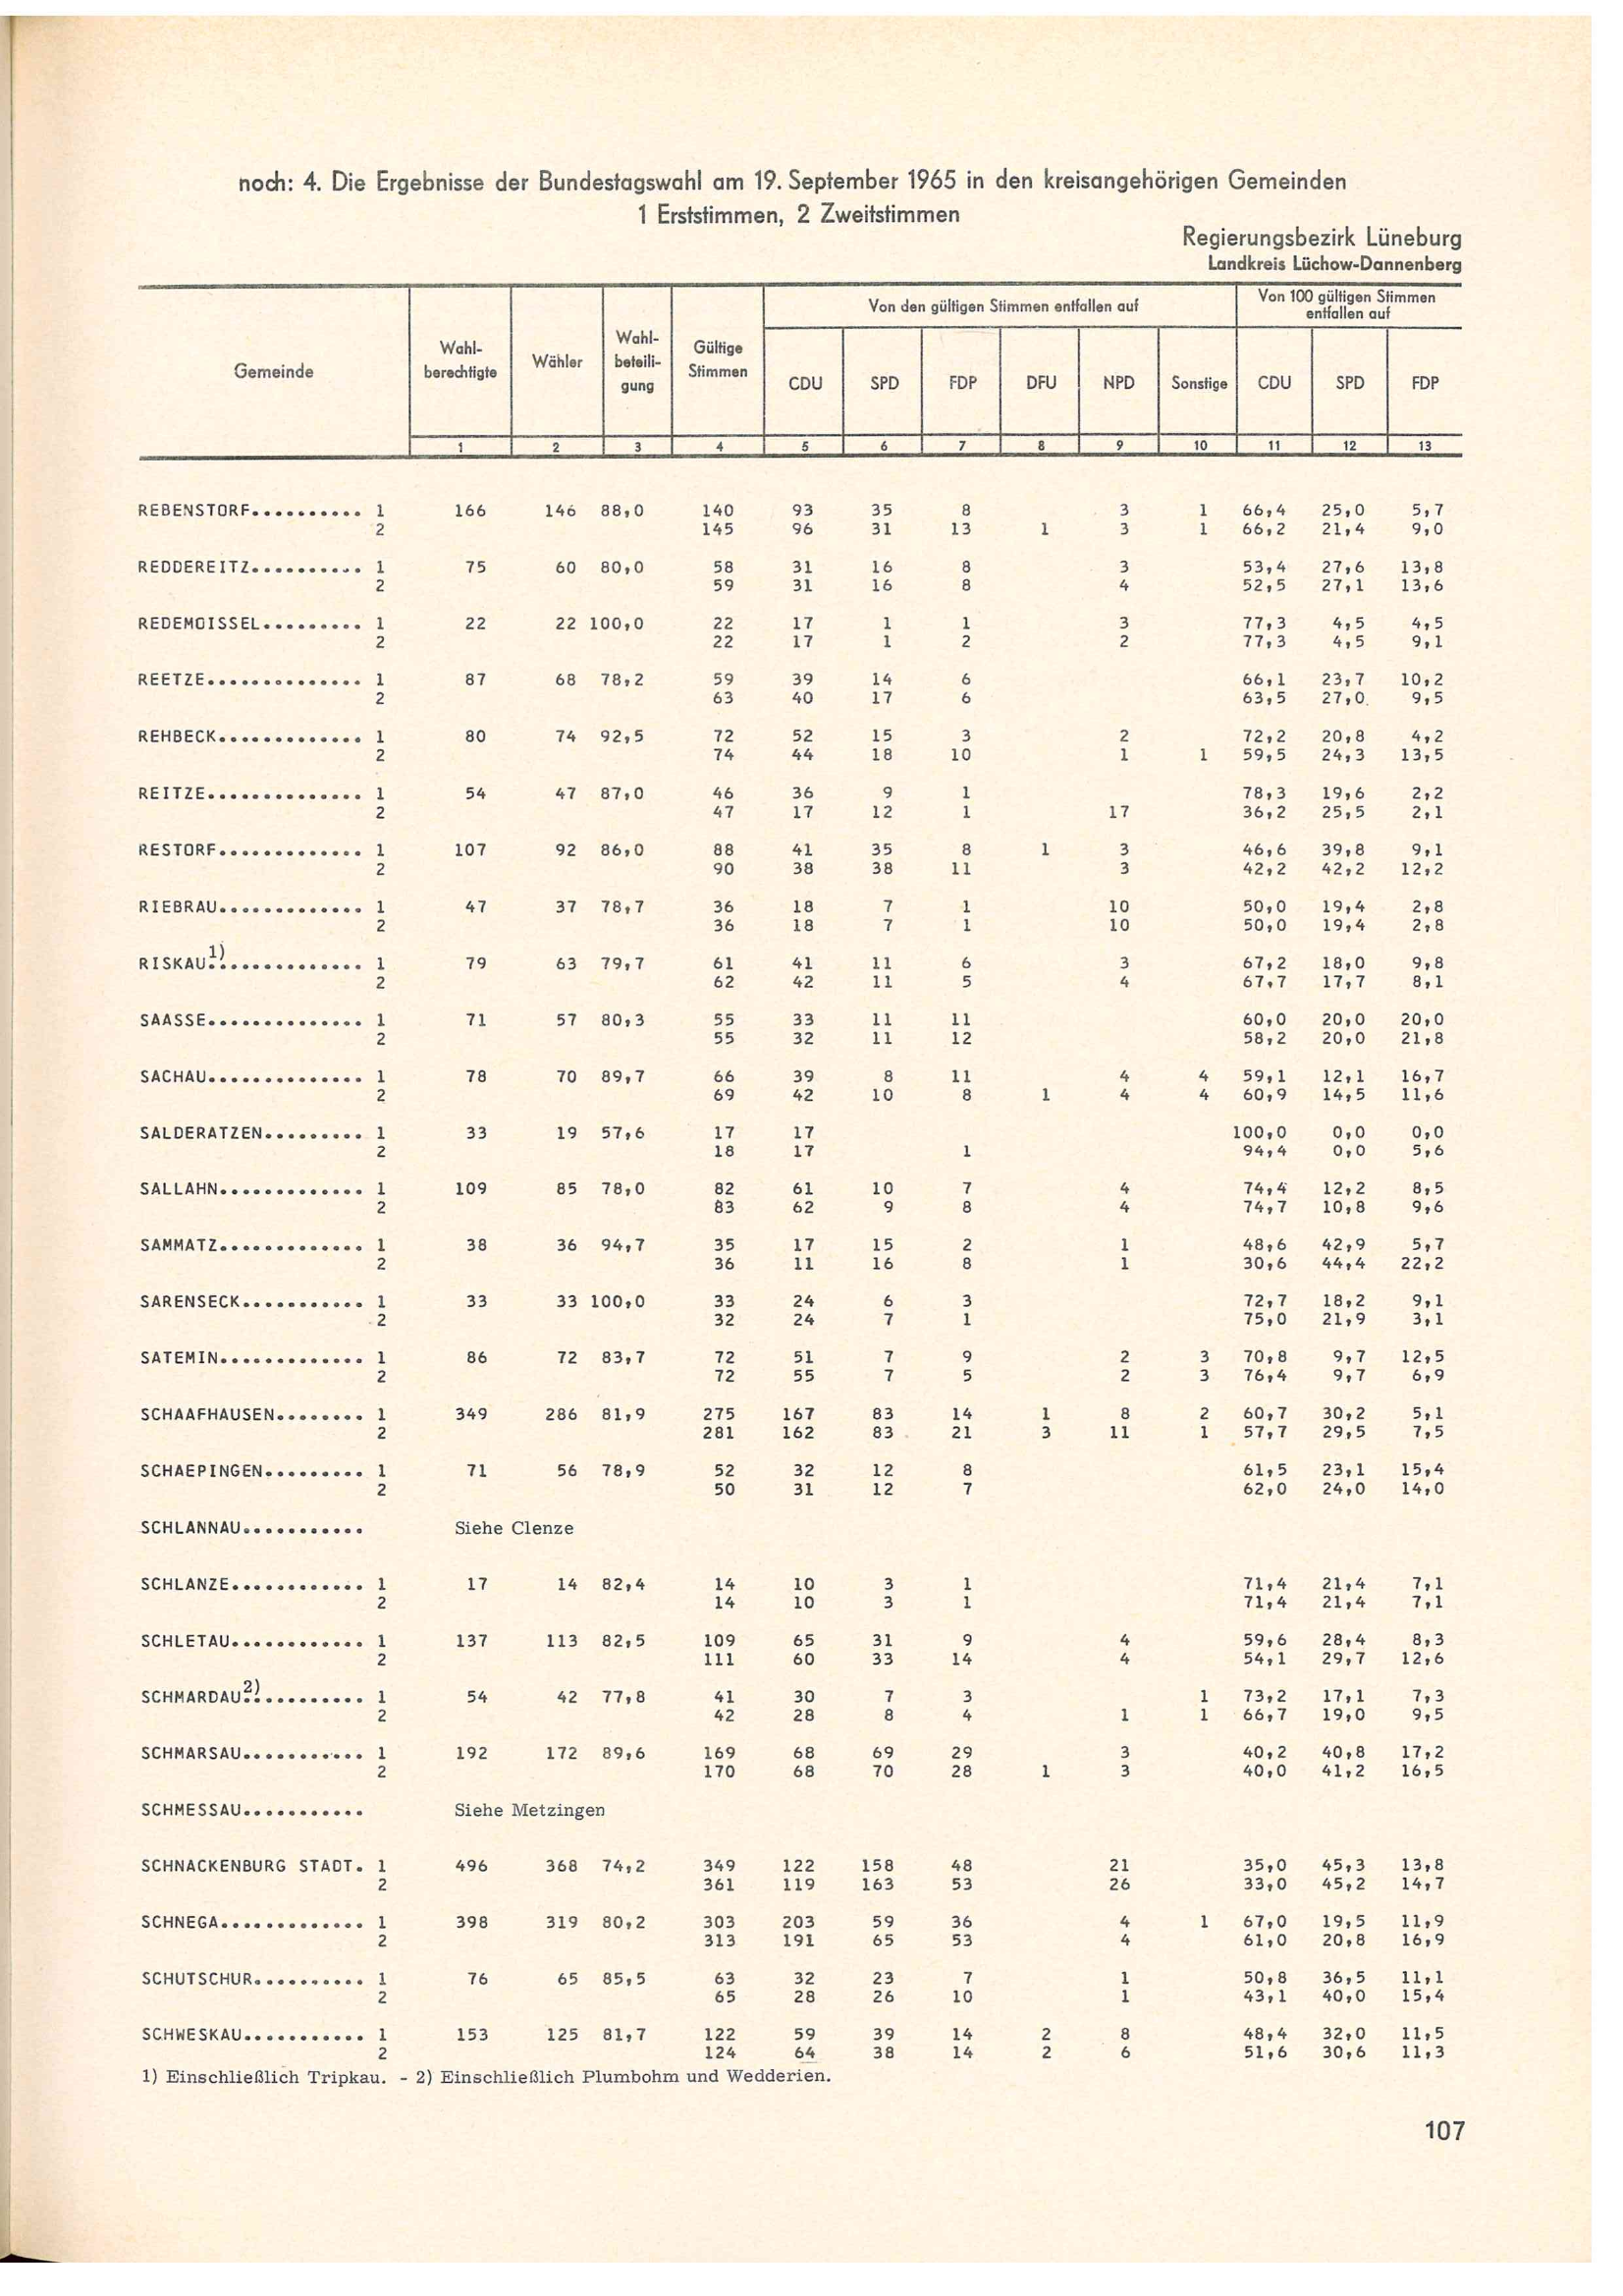 noch: 4. Die Ergebnisse der Bundestagswahl am 19. September 1965 in den kreisangehörigen Gemeinden
1 Erststimmen, 2 Zweitstimmen
Regierungsbezirk Lüneburg
Landkreis Lüchow-Dannenberg
Gemeinde | Wahl-berechtigte | Wähler | Wahl-beteili-gung | Gültige Stimmen | Von den gültigen Stimmen entfallen auf | Von 100 gültigen Stimmen entfallen auf
CDU | SPD | FDP | DFU | NPD | Sonstige | CDU | SPD | FDP
1 2 3 4 5 6 7 8 9 10 11 12 13
REBENSTORF.......... 1 166 146 88,0 140 93 35 8 3 1 66,4 25,0 5,7
2 145 96 31 13 1 3 1 66,2 21,4 9,0
REDDEREITZ.......... 1 75 60 80,0 58 31 16 8 3 53,4 27,6 13,8
2 59 31 16 8 4 52,5 27,1 13,6
REDEMOISSEL......... 1 22 22 100,0 22 17 1 1 3 77,3 4,5 4,5
2 22 17 1 2 2 77,3 4,5 9,1
REETZE.............. 1 87 68 78,2 59 39 14 6 66,1 23,7 10,2
2 63 40 17 6 63,5 27,0 9,5
REHBECK............. 1 80 74 92,5 72 52 15 3 2 72,2 20,8 4,2
2 74 44 18 10 1 1 59,5 24,3 13,5
REITZE.............. 1 54 47 87,0 46 36 9 1 78,3 19,6 2,2
2 47 17 12 1 17 36,2 25,5 2,1
RESTORF............. 1 107 92 86,0 88 41 35 8 1 3 46,6 39,8 9,1
2 90 38 38 11 3 42,2 42,2 12,2
RIEBRAU............. 1 47 37 78,7 36 18 7 1 10 50,0 19,4 2,8
2 36 18 7 1 10 50,0 19,4 2,8
RISKAU1).............. 1 79 63 79,7 61 41 11 6 3 67,2 18,0 9,8
2 62 42 11 5 4 67,7 17,7 8,1
SAASSE.............. 1 71 57 80,3 55 33 11 11 60,0 20,0 20,0
2 55 32 11 12 58,2 20,0 21,8
SACHAU.............. 1 78 70 89,7 66 39 8 11 4 4 59,1 12,1 16,7
2 69 42 10 8 1 4 4 60,9 14,5 11,6
SALDERATZEN......... 1 33 19 57,6 17 17 100,0 0,0 0,0
2 18 17 1 94,4 0,0 5,6
SALLAHN............. 1 109 85 78,0 82 61 10 7 4 74,4 12,2 8,5
2 83 62 9 8 4 74,7 10,8 9,6
SAMMATZ............. 1 38 36 94,7 35 17 15 2 1 48,6 42,9 5,7
2 36 11 16 8 1 30,6 44,4 22,2
SARENSECK........... 1 33 33 100,0 33 24 6 3 72,7 18,2 9,1
2 32 24 7 1 75,0 21,9 3,1
SATEMIN............. 1 86 72 83,7 72 51 7 9 2 3 70,8 9,7 12,5
2 72 55 7 5 2 3 76,4 9,7 6,9
SCHAAFHAUSEN........ 1 349 286 81,9 275 167 83 14 1 8 2 60,7 30,2 5,1
2 281 162 83 21 3 11 1 57,7 29,5 7,5
SCHAEPINGEN......... 1 71 56 78,9 52 32 12 8 61,5 23,1 15,4
2 50 31 12 7 62,0 24,0 14,0
SCHLANNAU........... Siehe Clenze
SCHLANZE............ 1 17 14 82,4 14 10 3 1 71,4 21,4 7,1
2 14 10 3 1 71,4 21,4 7,1
SCHLETAU............ 1 137 113 82,5 109 65 31 9 4 59,6 28,4 8,3
2 111 60 33 14 4 54,1 29,7 12,6
SCHMARDAU2)........... 1 54 42 77,8 41 30 7 3 1 73,2 17,1 7,3
2 42 28 8 4 1 1 66,7 19,0 9,5
SCHMARSAU........... 1 192 172 89,6 169 68 69 29 3 40,2 40,8 17,2
2 170 68 70 28 1 3 40,0 41,2 16,5
SCHMESSAU........... Siehe Metzingen
SCHNACKENBURG STADT. 1 496 368 74,2 349 122 158 48 21 35,0 45,3 13,8
2 361 119 163 53 26 33,0 45,2 14,7
SCHNEGA............. 1 398 319 80,2 303 203 59 36 4 1 67,0 19,5 11,9
2 313 191 65 53 4 61,0 20,8 16,9
SCHUTSCHUR.......... 1 76 65 85,5 63 32 23 7 1 50,8 36,5 11,1
2 65 28 26 10 1 43,1 40,0 15,4
SCHWESKAU........... 1 153 125 81,7 122 59 39 14 2 8 48,4 32,0 11,5
2 124 64 38 14 2 6 51,6 30,6 11,3
1) Einschließlich Tripkau. - 2) Einschließlich Plumbohm und Wedderien.
107